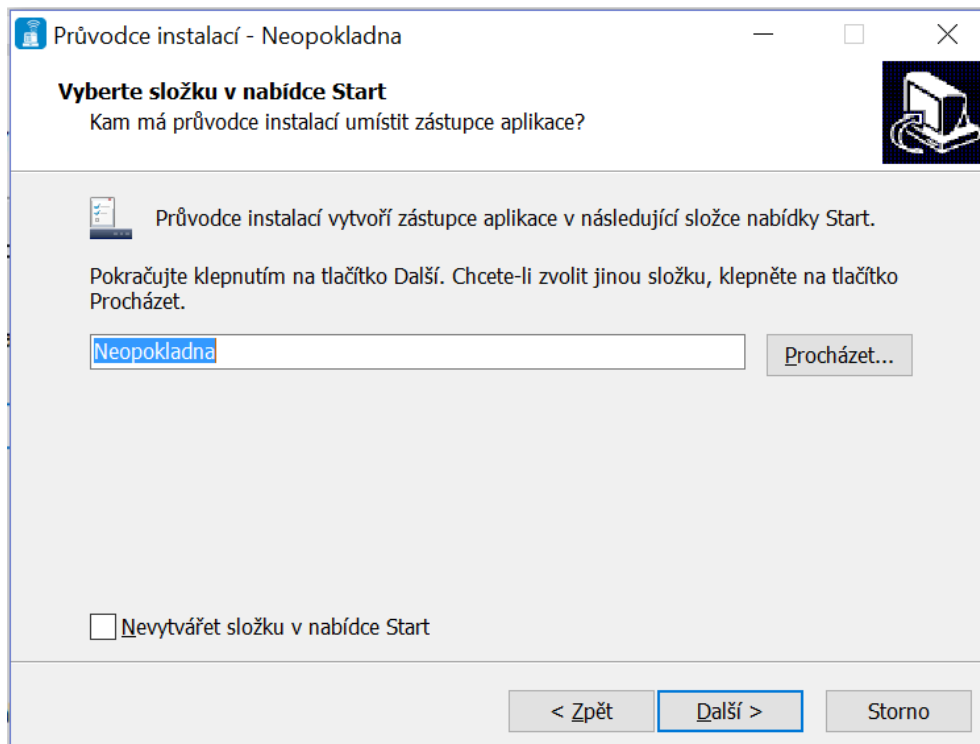 Průvodce instalací - Neopokladna
Vyberte složku v nabídce Start
Kam má průvodce instalací umístit zástupce aplikace?
Průvodce instalací vytvoří zástupce aplikace v následující složce nabídky Start.
Pokračujte klepnutím na tlačítko Další. Chcete-li zvolit jinou složku, klepněte na tlačítko
Procházet.
Neopokladna
Procházet...
Nevytvářet složku v nabídce Start
< Zpět
Další >
Storno